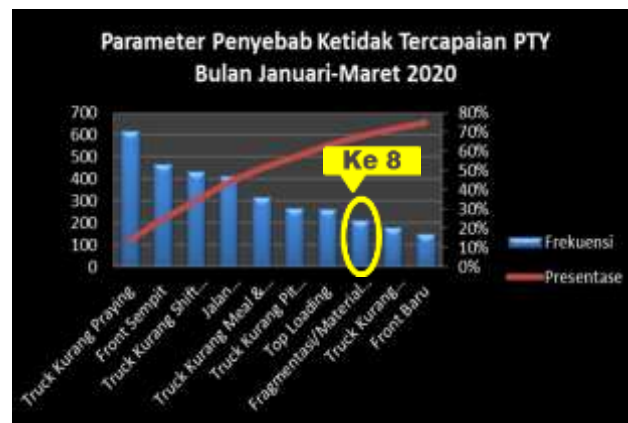 Parameter Penyebab Ketidak Tercapaian PTY
Bulan Januari-Maret 2020
700
600
500
400
300
200
100
0
80%
70%
60%
50%
40%
30%
20%
10%
0%
Ke 8
Frekuensi
Presentase
Truck Kurang Praying
Front Sempit
Truck Kurang Shift...
Jalan...
Truck Kurang Meal &...
Truck Kurang Pit...
Top Loading
Fragmentasi/Material...
Truck Kurang...
Front Baru